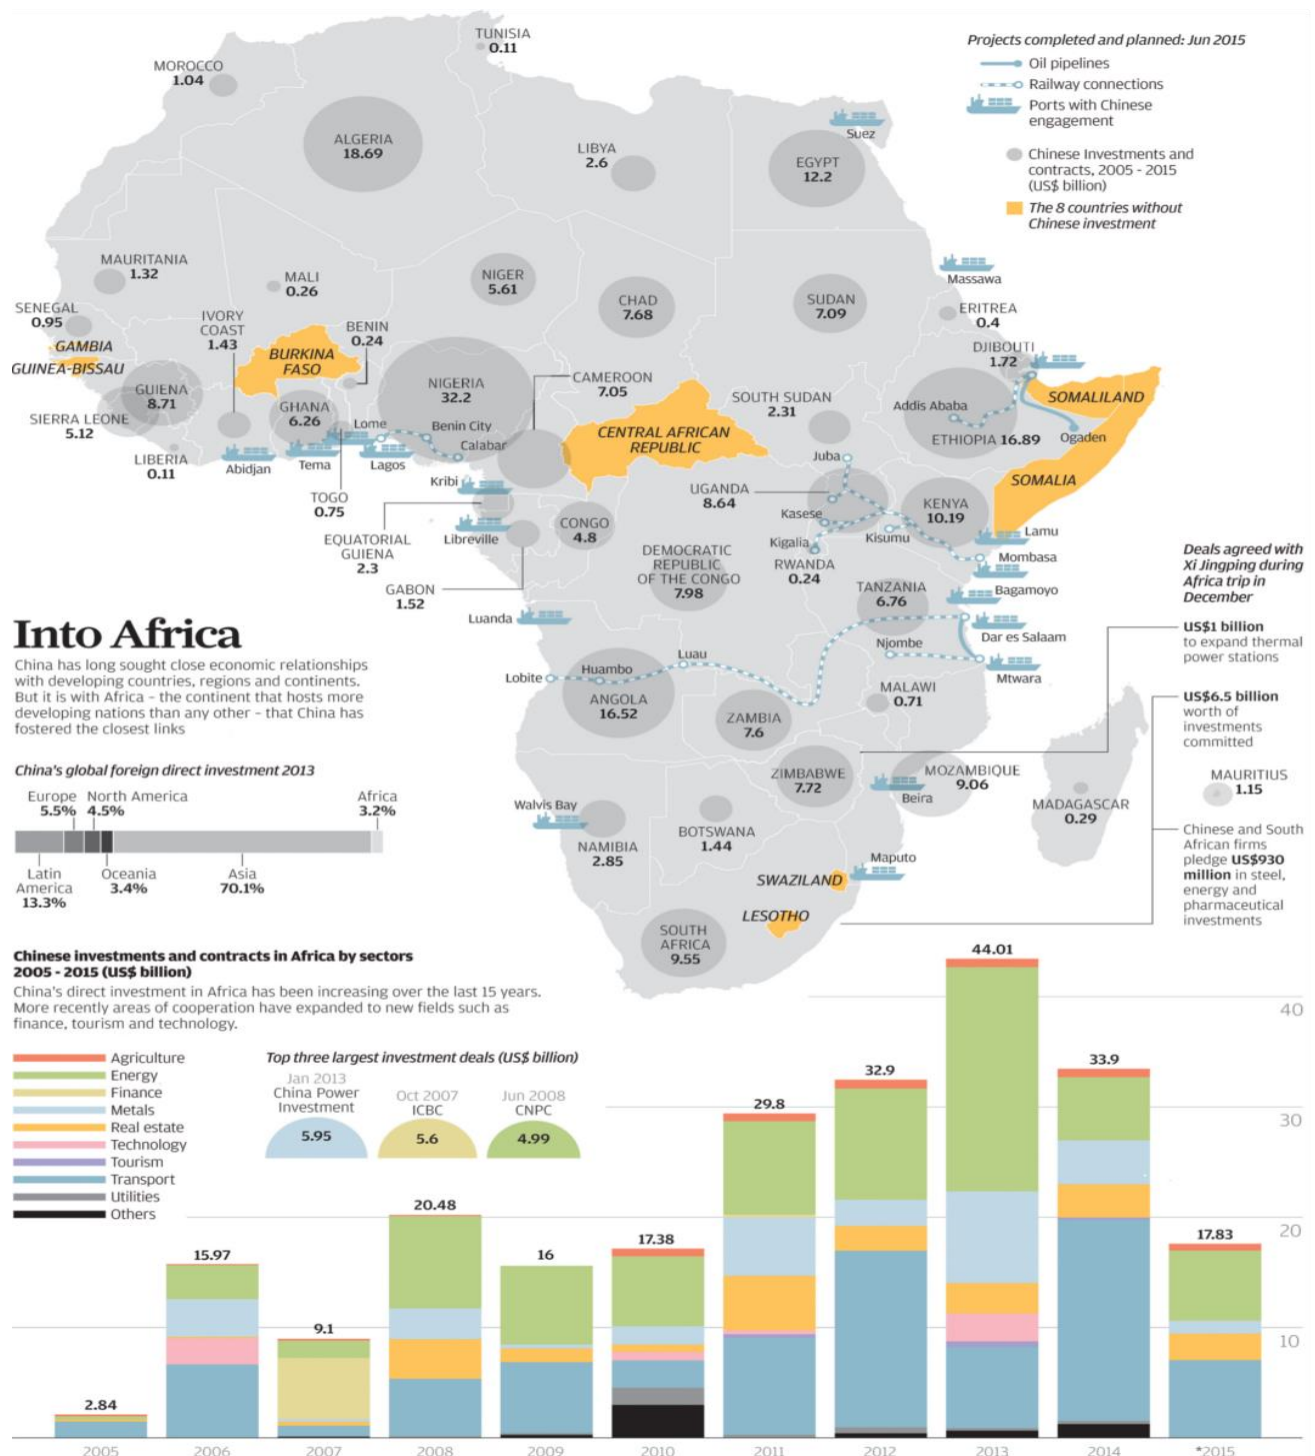 TUNISIA
0.11
MOROCCO
1.04
ALGERIA
18.69
LIBYA
2.6
Suez
EGYPT
12.2
Projects completed and planned: Jun 2015
Oil pipelines
Railway connections
Ports with Chinese
engagement
Chinese Investments and
contracts, 2005 - 2015
(US$ billion)
The 8 countries without
Chinese investment
MAURITANIA
1.32
MALI
0.26
NIGER
5.61
CHAD
7.68
SUDAN
7.09
Massawa
ERITREA
0.4
SENEGAL
0.95
GAMBIA
GUINEA-BISSAU
IVORY
COAST
1.43
BENIN
0.24
BURKINA
FASO
DJIBOUTI
1.72
GUIENA
8.71
SIERRA LEONE
5.12
GHANA
6.26
NIGERIA
32.2
CAMEROON
7.05
SOUTH SUDAN
2.31
Addis Ababa
SOMALILAND
ETHIOPIA 16.89
Ogaden
LIBERIA
0.11
Abidjan
Tema
Lome
Lagos
Benin City
Calabar
CENTRAL AFRICAN
REPUBLIC
Juba
SOMALIA
TOGO
0.75
Kribi
EQUATORIAL
GUIENA
2.3
Libreville
CONGO
4.8
UGANDA
8.64
Kasese
Kigalia
RWANDA
0.24
Kisumu
KENYA
10.19
Lamu
Mombasa
GABON
1.52
DEMOCRATIC
REPUBLIC
OF THE CONGO
7.98
TANZANIA
6.76
Bagamoyo
Dar es Salaam
Luanda
Njombe
Mtwara
Lobite
Huambo
Luau
ANGOLA
16.52
ZAMBIA
7.6
MALAWI
0.71
ZIMBABWE
7.72
MOZAMBIQUE
9.06
Beira
MADAGASCAR
0.29
MAURITIUS
1.15
Walvis Bay
NAMIBIA
2.85
BOTSWANA
1.44
Maputo
SWAZILAND
LESOTHO
SOUTH
AFRICA
9.55
Deals agreed with
Xi Jingping during
Africa trip in
December
US$1 billion
to expand thermal
power stations
US$6.5 billion
worth of
investments
committed
Chinese and South
African firms
pledge US$930
million in steel,
energy and
pharmaceutical
investments
Into Africa
China has long sought close economic relationships
with developing countries, regions and continents.
But it is with Africa - the continent that hosts more
developing nations than any other - that China has
fostered the closest links
China's global foreign direct investment 2013
Europe
5.5%
North America
4.5%
Africa
3.2%
Latin
America
13.3%
Oceania
3.4%
Asia
70.1%
Chinese investments and contracts in Africa by sectors
2005 - 2015 (US$ billion)
China's direct investment in Africa has been increasing over the last 15 years.
More recently areas of cooperation have expanded to new fields such as
finance, tourism and technology.
Agriculture
Energy
Finance
Metals
Real estate
Technology
Tourism
Transport
Utilities
Others
Top three largest investment deals (US$ billion)
Jan 2013
China Power
Investment
5.95
Oct 2007
ICBC
5.6
Jun 2008
CNPC
4.99
2.84
15.97
9.1
20.48
16
17.38
29.8
32.9
44.01
33.9
17.83
40
30
20
10
2005
2006
2007
2008
2009
2010
2011
2012
2013
2014
*2015